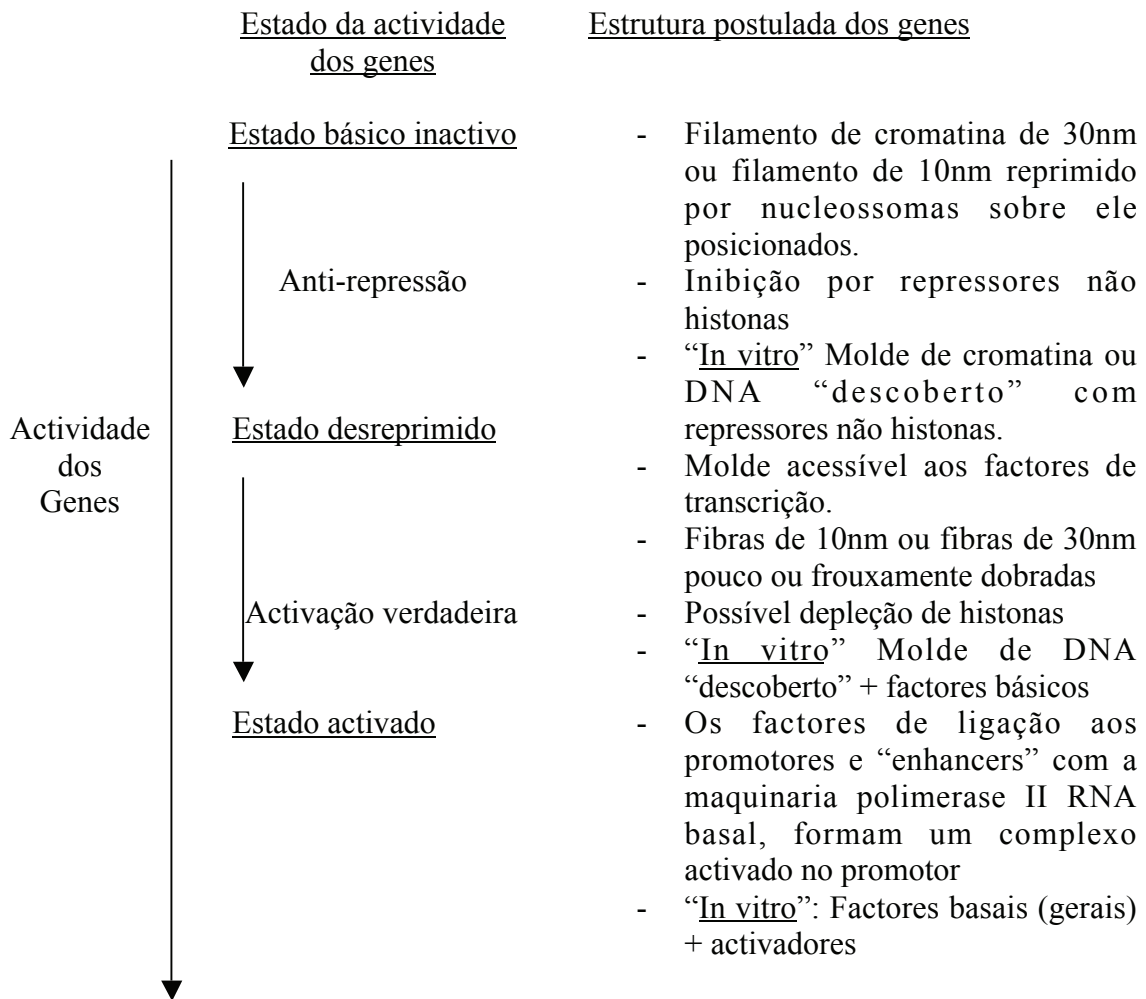 Estado da actividade
dos genes
Estrutura postulada dos genes
Estado básico inactivo
Anti-repressão
Estado desreprimido
Activação verdadeira
Estado activado
Actividade
dos
Genes
- Filamento de cromatina de 30nm
ou filamento de 10nm reprimido
por nucleossomas sobre ele
posicionados.
- Inibição por repressores não
histonas
- “In vitro” Molde de cromatina ou
DNA “descoberto” com
repressores não histonas.
- Molde acessível aos factores de
transcrição.
- Fibras de 10nm ou fibras de 30nm
pouco ou frouxamente dobradas
- Possível depleção de histonas
- “In vitro” Molde de DNA
“descoberto” + factores básicos
- Os factores de ligação aos
promotores e “enhancers” com a
maquinaria polimerase II RNA
basal, formam um complexo
activado no promotor
- “In vitro”: Factores basais (gerais)
+ activadores